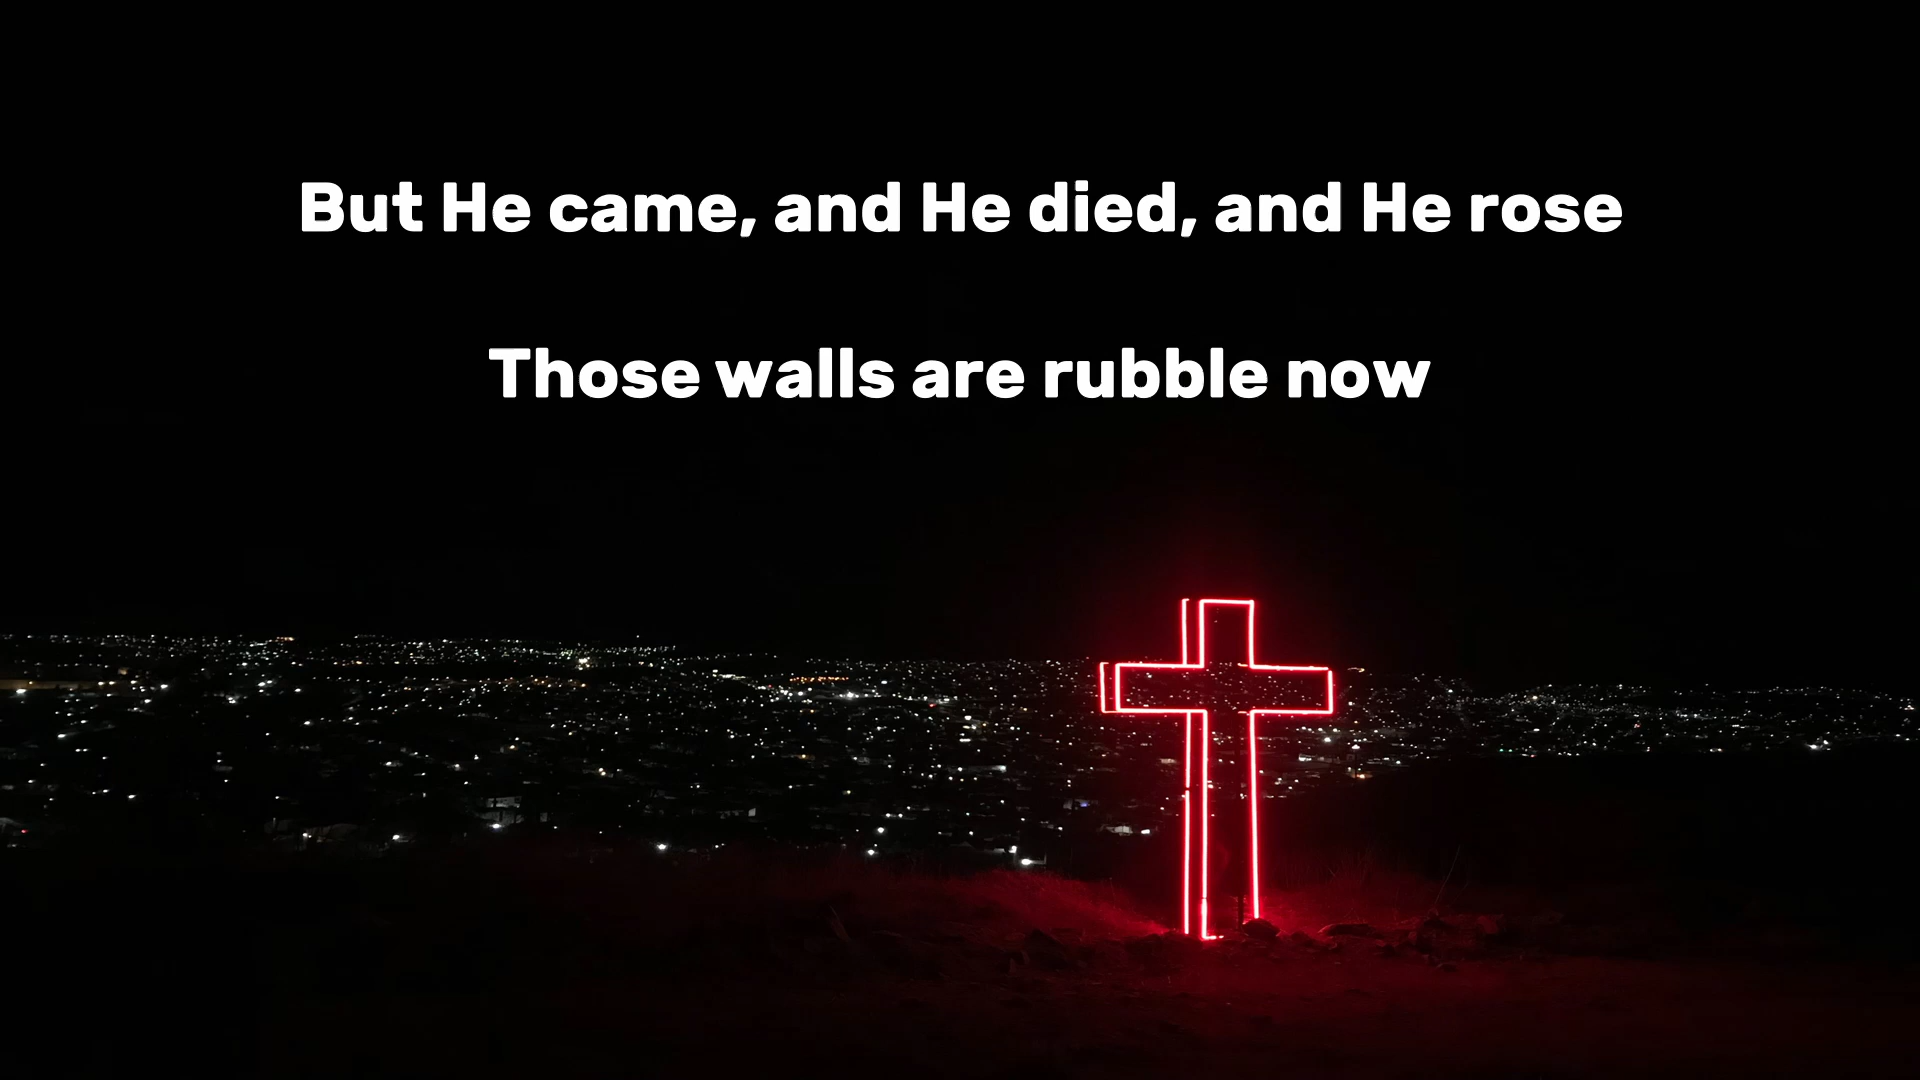 But He came, and He died, and He rose
Those walls are rubble now